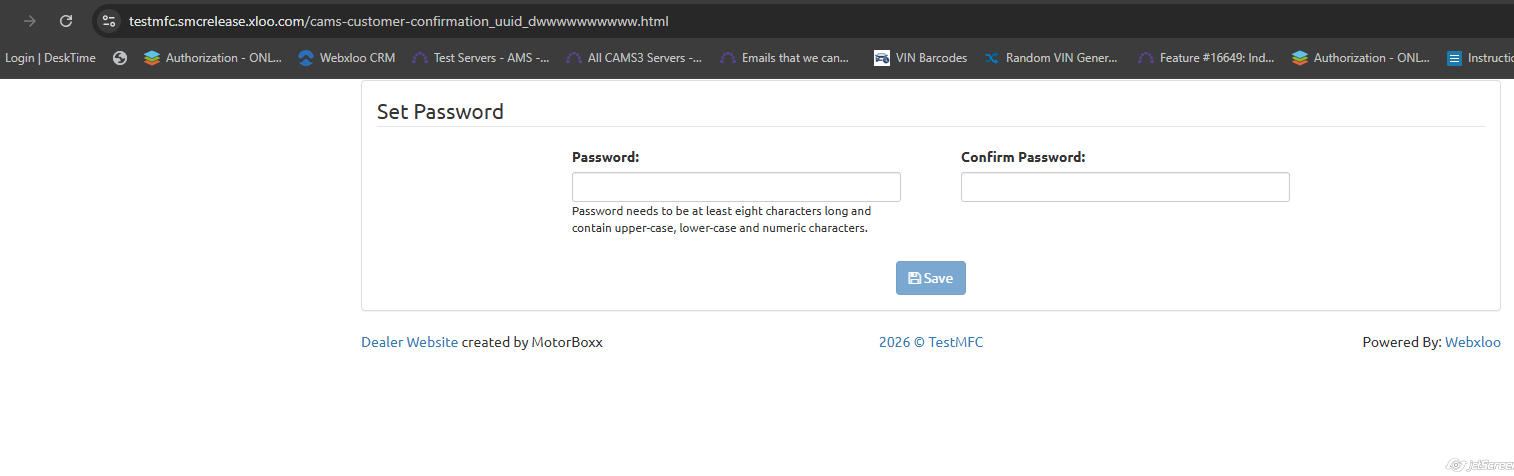 testmfc.smcrelease.xloo.com/cams-customer-confirmation_uuid_dwwwwwwwwww.html
Login | DeskTime Authorization - ONL... Webxloo CRM Test Servers - AMS -... All CAMS3 Servers -... Emails that we can... VIN Barcodes Random VIN Gener... Feature #16649: Ind... Authorization - ONL... Instructio
Set Password
Password: Confirm Password:
Password needs to be at least eight characters long and
contain upper-case, lower-case and numeric characters.
Save
Dealer Website created by MotorBoxx 2026 © TestMFC Powered By: Webxloo
jetScree